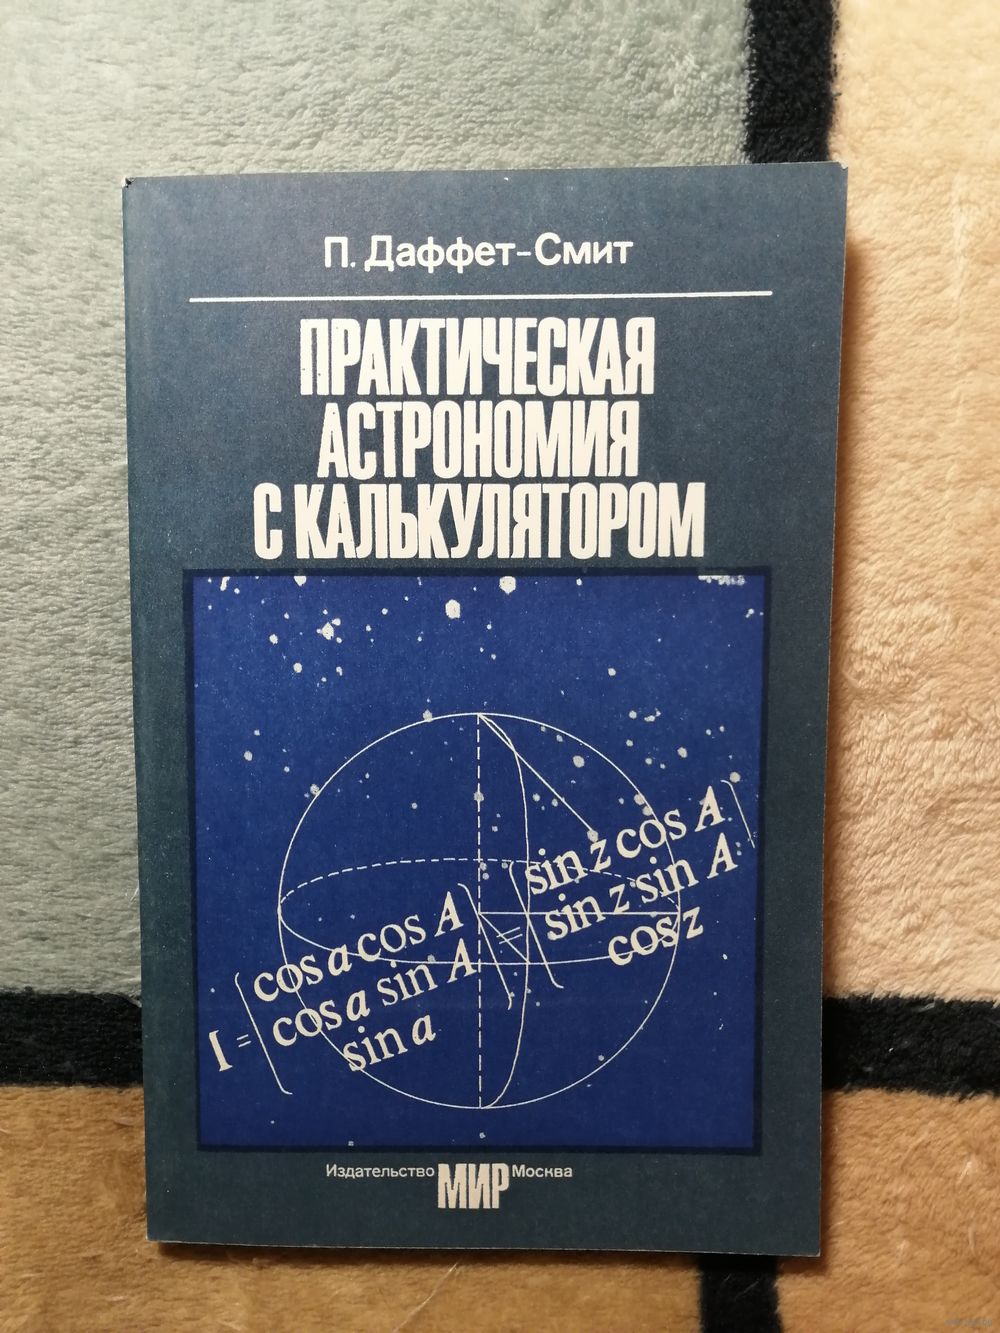 П. Даффет-Смит
ПРАКТИЧЕСКАЯ
АСТРОНОМИЯ
С КАЛЬКУЛЯТОРОМ
sin z cos A
sin z sin A
cos z
=
cos a cos A
cos a sin A
sin a
I =
Издательство МИР Москва